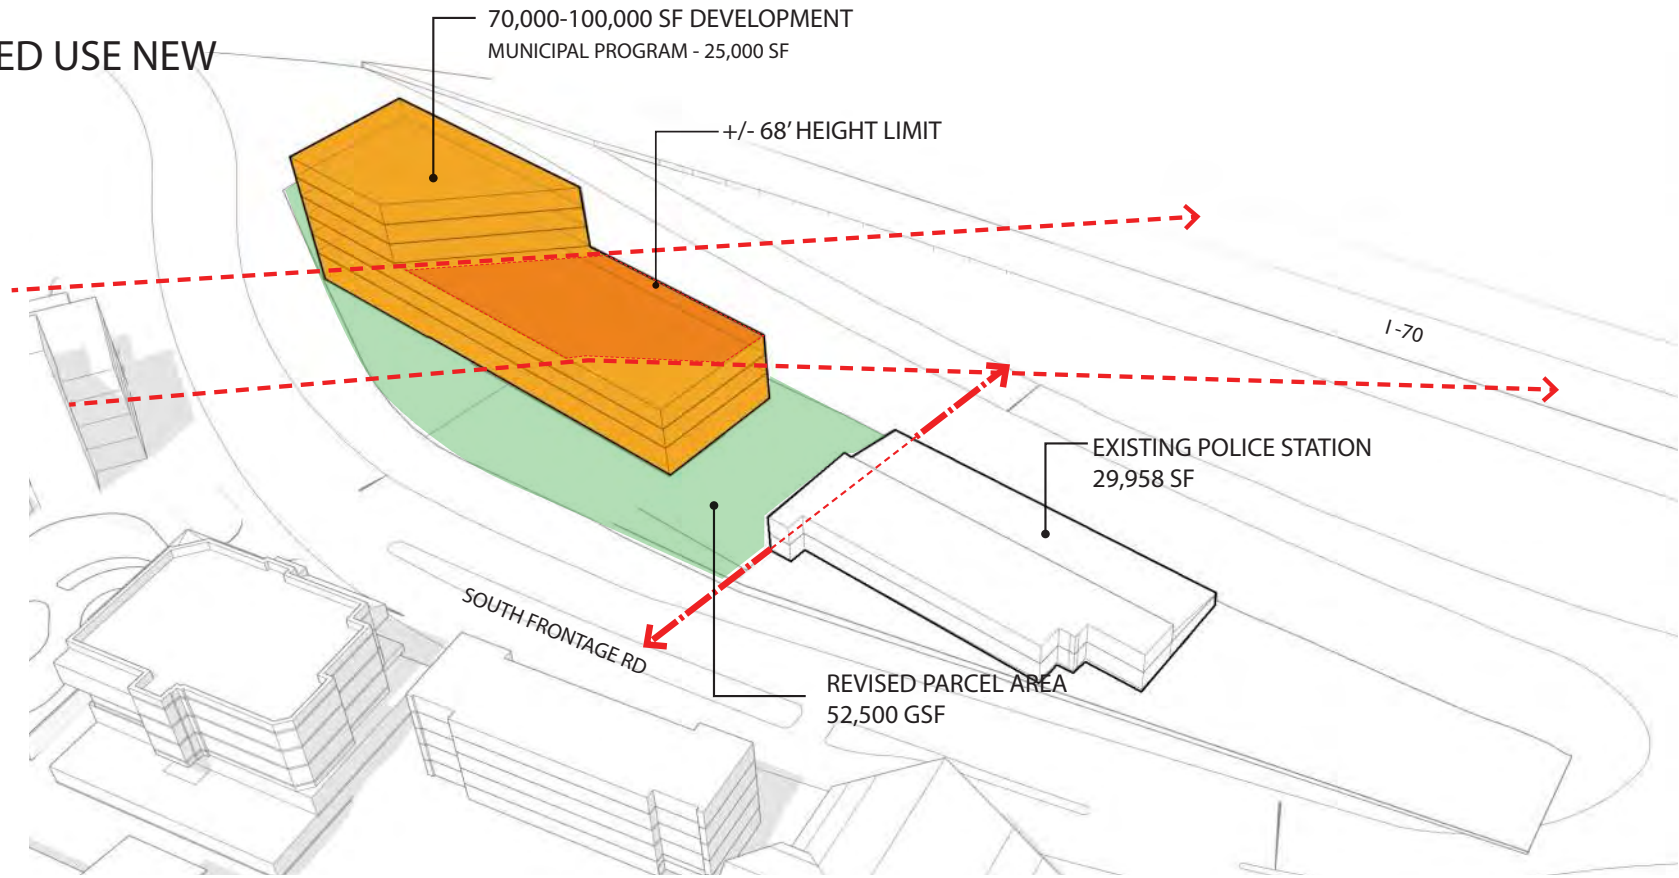 ED USE NEW
70,000-100,000 SF DEVELOPMENT
MUNICIPAL PROGRAM - 25,000 SF
+/- 68' HEIGHT LIMIT
I -70
EXISTING POLICE STATION
29,958 SF
SOUTH FRONTAGE RD
REVISED PARCEL AREA
52,500 GSF